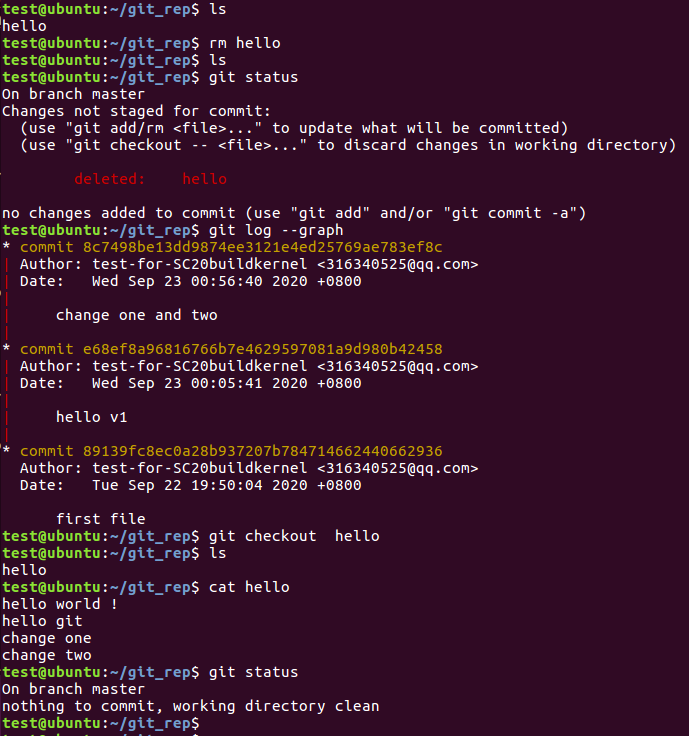 test@ubuntu:~/git_rep$ ls
hello
test@ubuntu:~/git_rep$ rm hello
test@ubuntu:~/git_rep$ ls
test@ubuntu:~/git_rep$ git status
On branch master
Changes not staged for commit:
  (use "git add/rm <file>..." to update what will be committed)
  (use "git checkout -- <file>..." to discard changes in working directory)

        deleted:    hello

no changes added to commit (use "git add" and/or "git commit -a")
test@ubuntu:~/git_rep$ git log --graph
* commit 8c7498be13dd9874ee3121e4ed25769ae783ef8c
| Author: test-for-SC20buildkernel <316340525@qq.com>
| Date:   Wed Sep 23 00:56:40 2020 +0800
|
|     change one and two
|
* commit e68ef8a96816766b7e4629597081a9d980b42458
| Author: test-for-SC20buildkernel <316340525@qq.com>
| Date:   Wed Sep 23 00:05:41 2020 +0800
|
|     hello v1
|
* commit 89139fc8ec0a28b937207b784714662440662936
  Author: test-for-SC20buildkernel <316340525@qq.com>
  Date:   Tue Sep 22 19:50:04 2020 +0800

      first file
test@ubuntu:~/git_rep$ git checkout  hello
test@ubuntu:~/git_rep$ ls
hello
test@ubuntu:~/git_rep$ cat hello
hello world !
hello git
change one
change two
test@ubuntu:~/git_rep$ git status
On branch master
nothing to commit, working directory clean
test@ubuntu:~/git_rep$
test@ubuntu:~/git_rep$